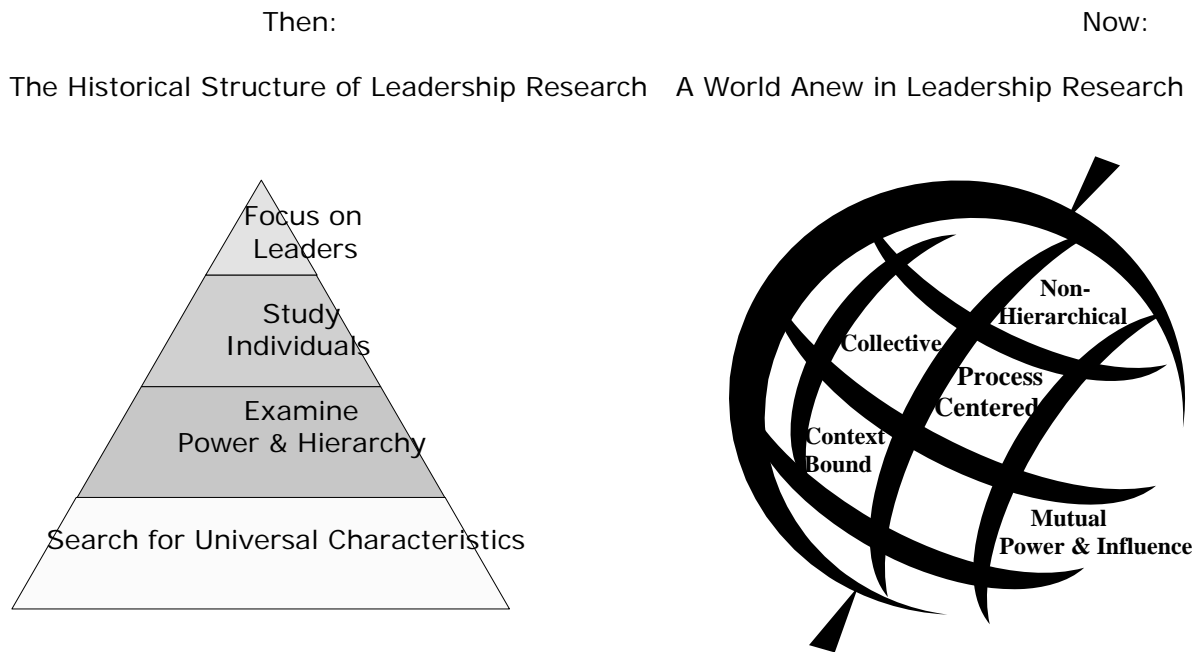 Then:
Now:
The Historical Structure of Leadership Research
A World Anew in Leadership Research
Focus on
Leaders
Study
Individuals
Examine
Power & Hierarchy
Search for Universal Characteristics
Non-
Hierarchical
Collective
Process
Centered
Context
Bound
Mutual
Power & Influence